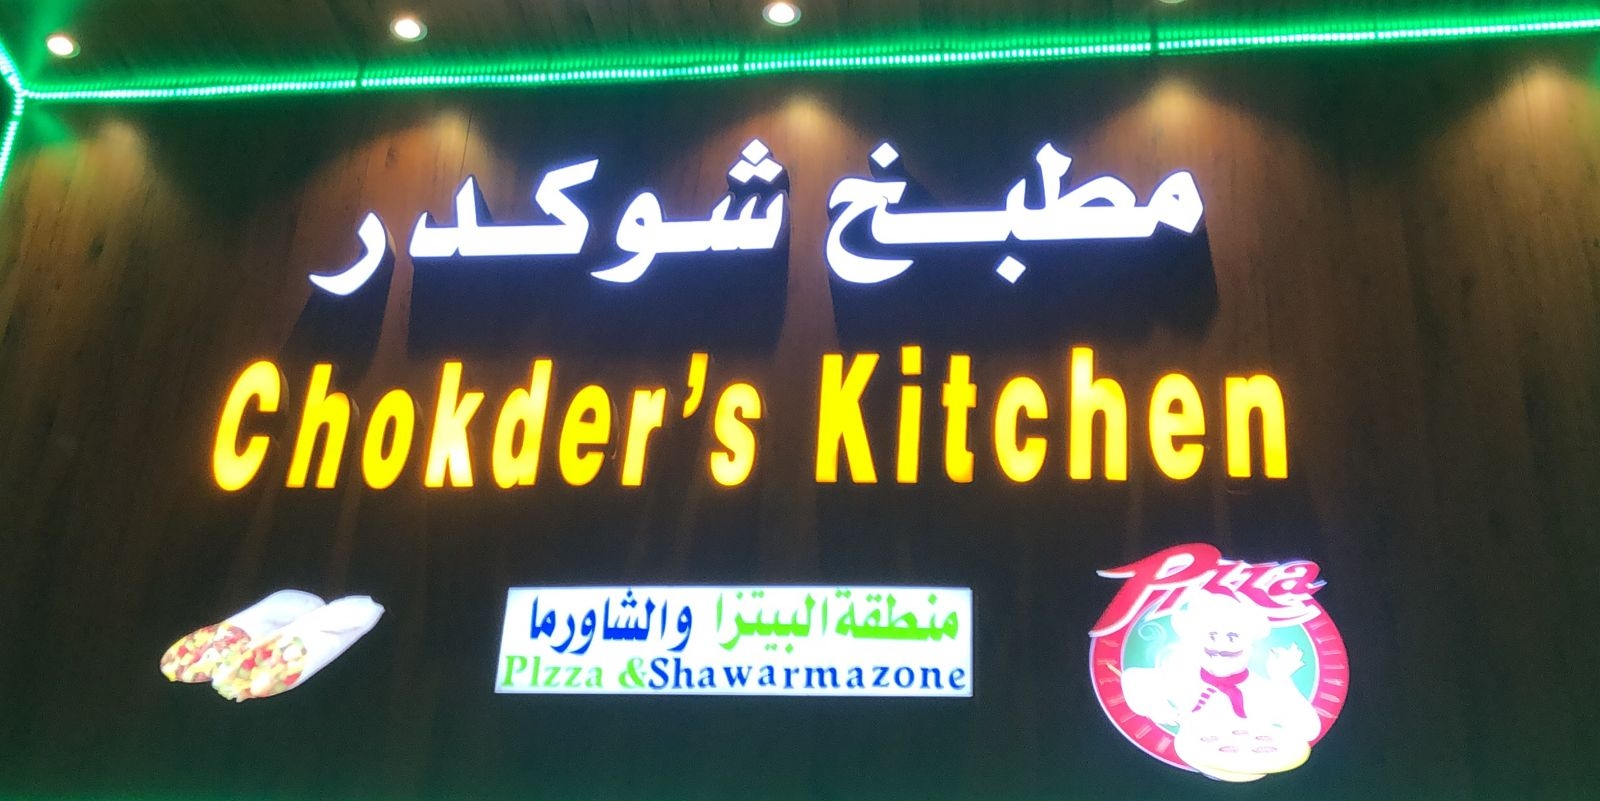 مطبخ شوكدر
Chokder's Kitchen
منطقة البيتزا والشاورما
PIzza &Shawarmazone
Pizza